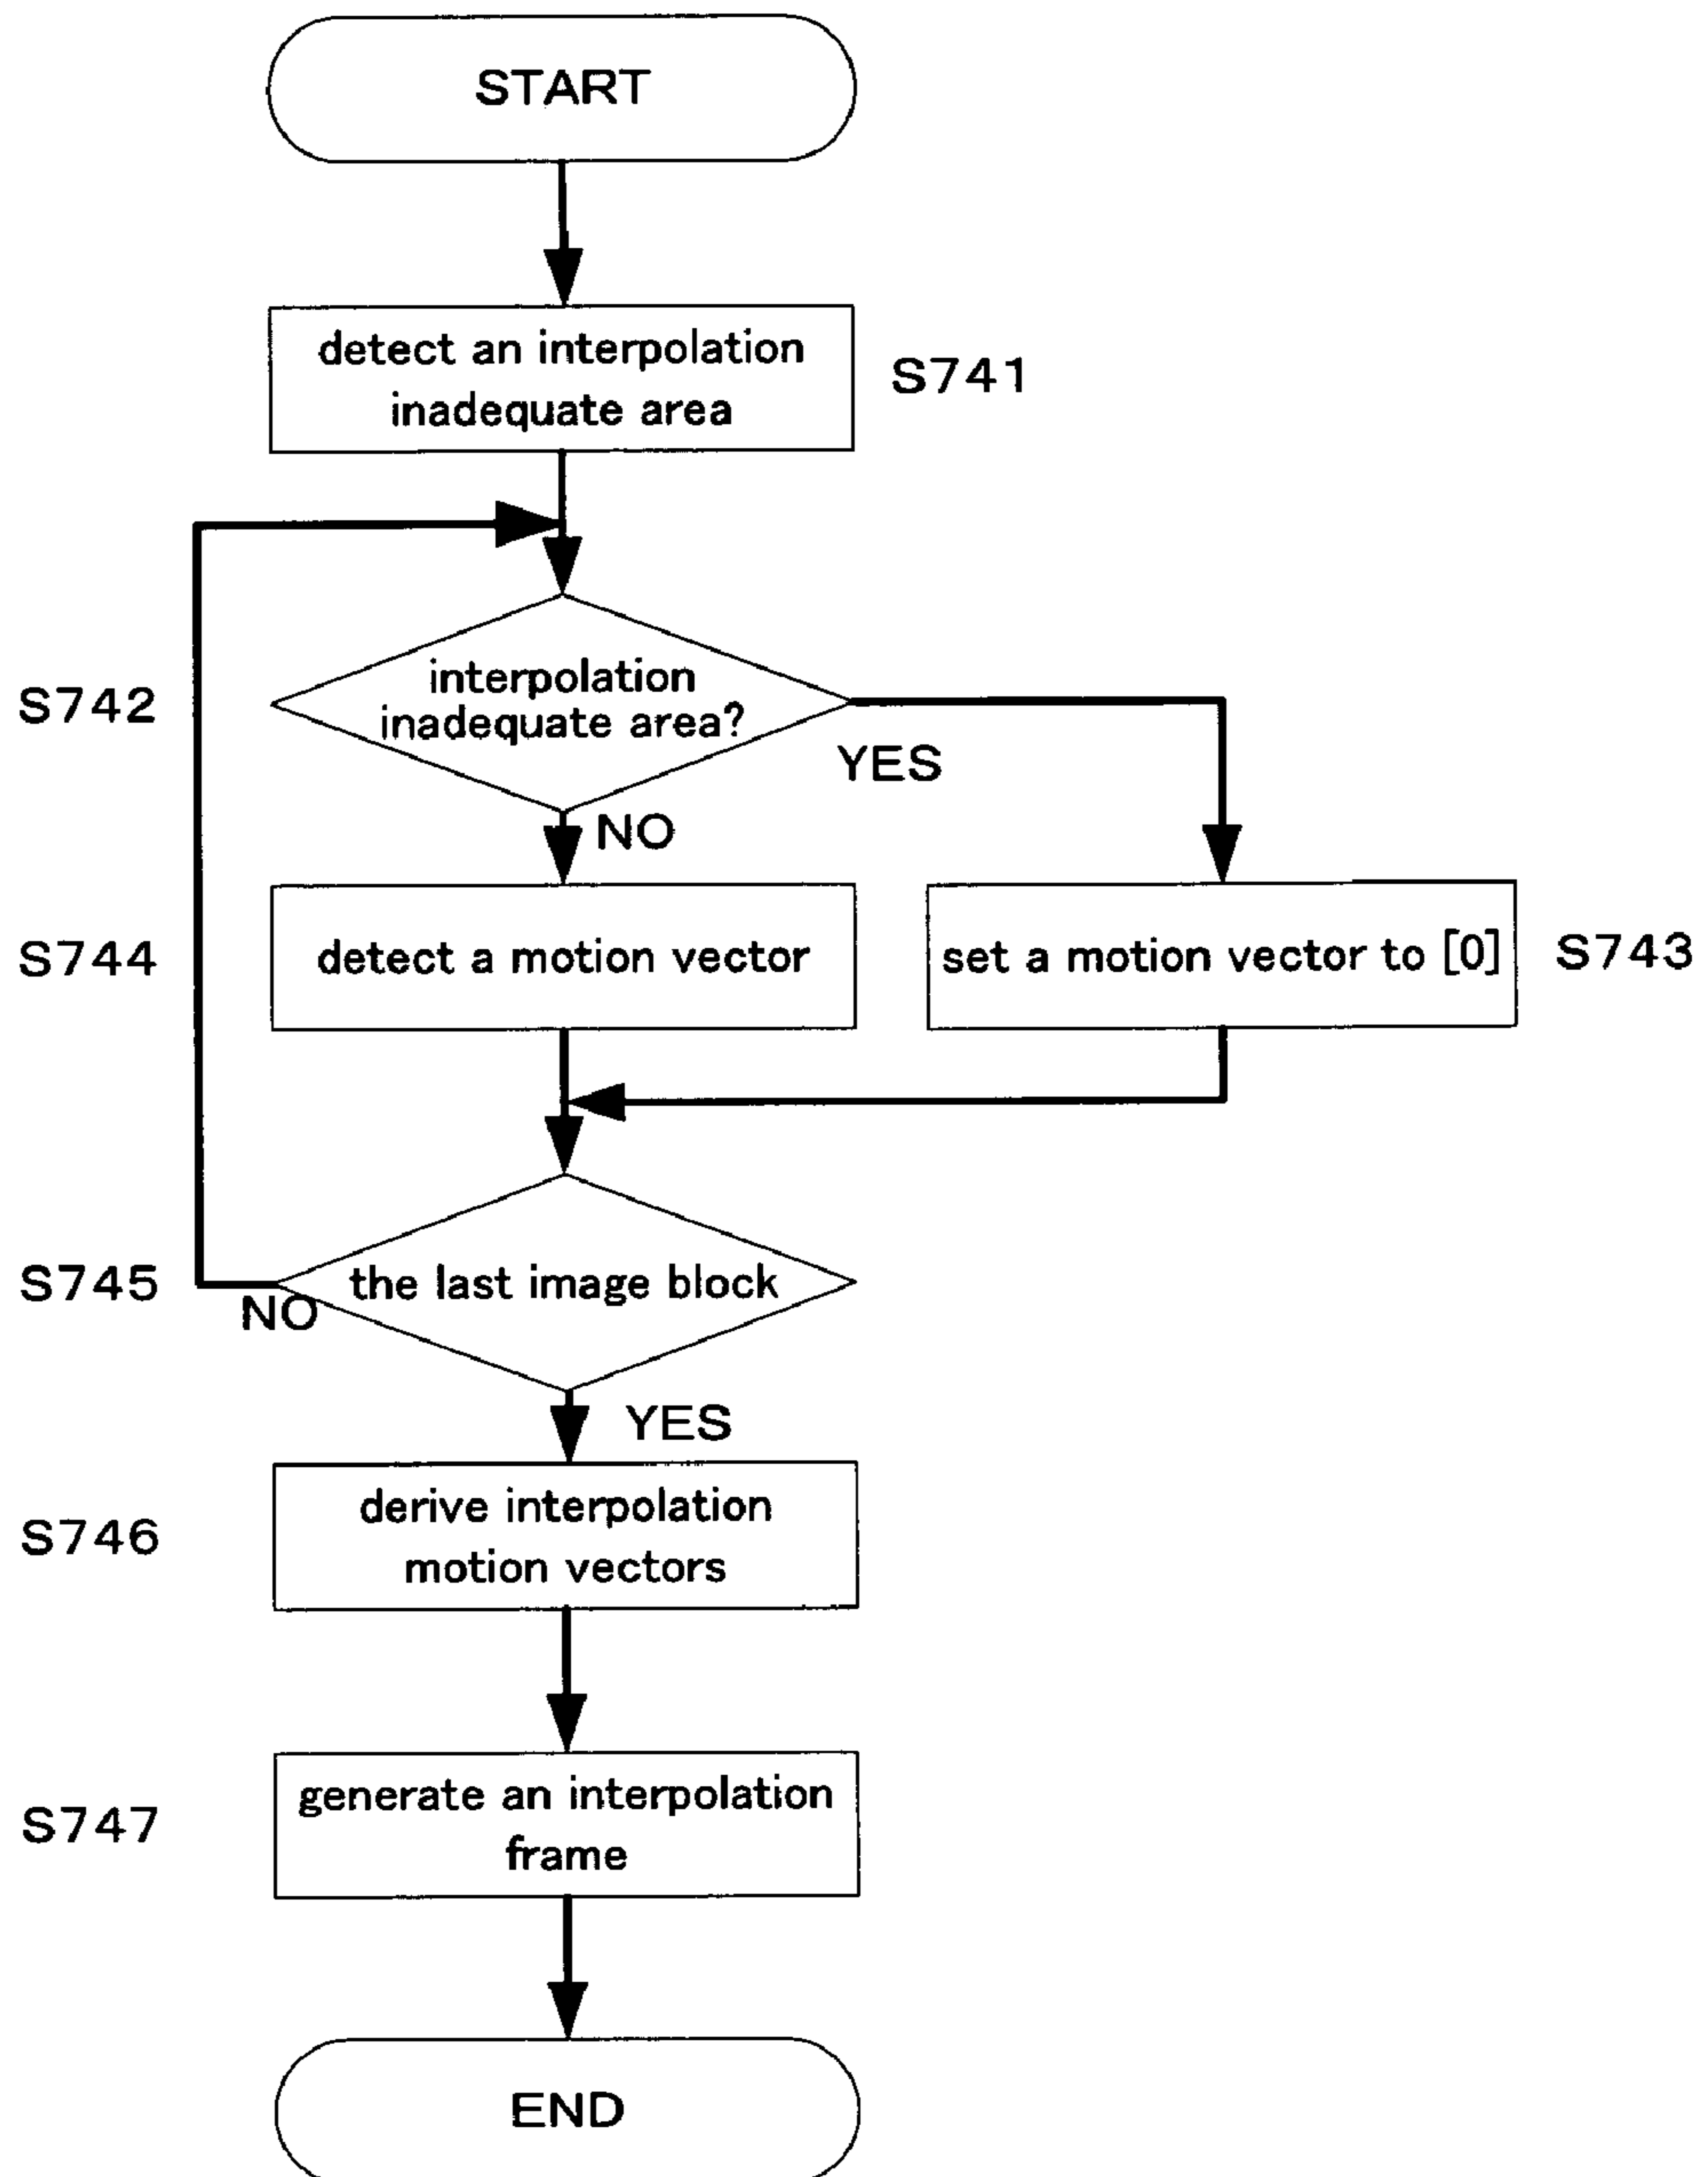 START
detect an interpolation
inadequate area
S741
S742
interpolation
inadequate area?
YES
NO
S744
detect a motion vector
set a motion vector to [0]
S743
S745
the last image block
NO
YES
S746
derive interpolation
motion vectors
S747
generate an interpolation
frame
END